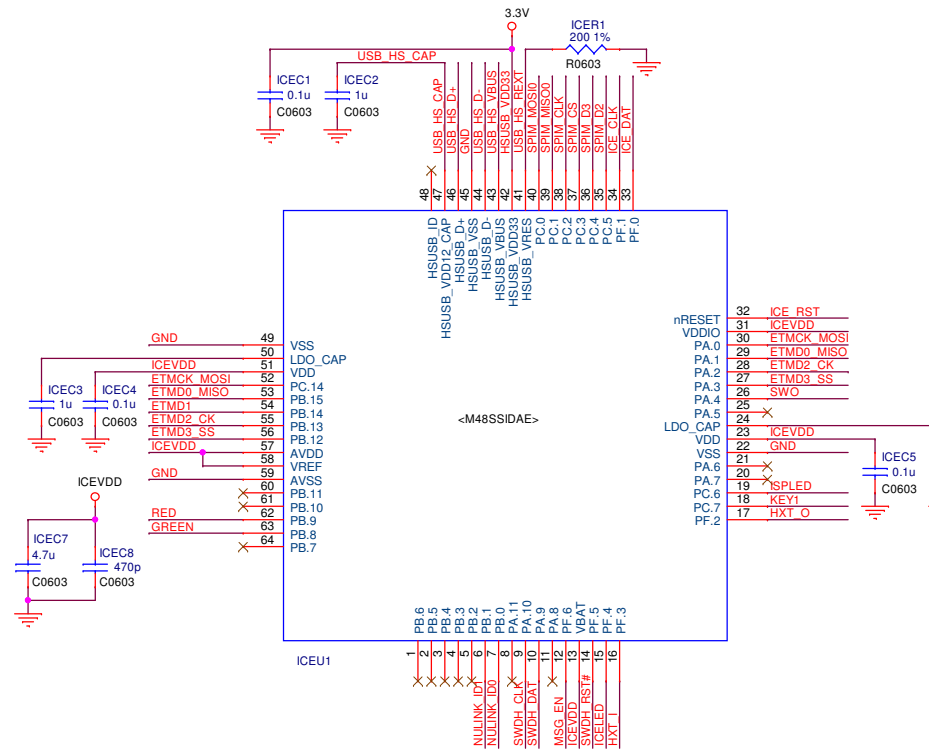 3.3V
ICER1
200 1%
R0603
USB_HS_CAP
ICEC1
0.1u
C0603
ICEC2
1u
C0603
USB_HS_CAP
USB_HS_D+
GND
USB_HS_D-
USB_HS_VBUS
HSUSB_VDD33
USB_HS_REXT
SPIM_MOSI0
SPIM_MISO0
SPIM_CLK
SPIM_CS
SPIM_D3
SPIM_D2
ICE_CLK
ICE_DAT
48
47
46
45
44
43
42
41
40
39
38
37
36
35
34
33
HSUSB_ID
HSUSB_VDD12_CAP
HSUSB_D+
HSUSB_VSS
HSUSB_D-
HSUSB_VBUS
HSUSB_VDD33
HSUSB_VRES
PC.0
PC.1
PC.2
PC.3
PC.4
PC.5
PF.1
PF.0
GND 49 VSS
50 LDO_CAP
ICEVDD 51 VDD
ETMCK_MOSI 52 PC.14
ETMD0_MISO 53 PB.15
ETMD1 54 PB.14
ETMD2_CK 55 PB.13
ETMD3_SS 56 PB.12
ICEVDD 57 AVDD
58 VREF
GND 59 AVSS
60 PB.11
61 PB.10
RED 62 PB.9
GREEN 63 PB.8
64 PB.7
ICEC3
1u
C0603
ICEC4
0.1u
C0603
<M48SSIDAE>
nRESET 32 ICE_RST
VDDIO 31 ICEVDD
PA.0 30 ETMCK_MOSI
PA.1 29 ETMD0_MISO
PA.2 28 ETMD2_CK
PA.3 27 ETMD3_SS
PA.4 26 SWO
PA.5 25
LDO_CAP 24
VDD 23 ICEVDD
VSS 22 GND
PA.6 21
PA.7 20
PC.6 19 ISPLED
PC.7 18 KEY1
PF.2 17 HXT_O
ICEC5
0.1u
C0603
ICEVDD
ICEC7
4.7u
C0603
ICEC8
470p
C0603
PB.6
PB.5
PB.4
PB.3
PB.2
PB.1
PB.0
PA.11
PA.10
PA.9
PA.8
PF.6
VBAT
PF.5
PF.4
PF.3
ICEU1
1
2
3
4
5
6
7
8
9
10
11
12
13
14
15
16
NULINK_ID1
NULINK_ID0
SWDH_CLK
SWDH_DAT
MSG_EN
ICEVDD
SWDH_RST#
ICELED
HXT_I